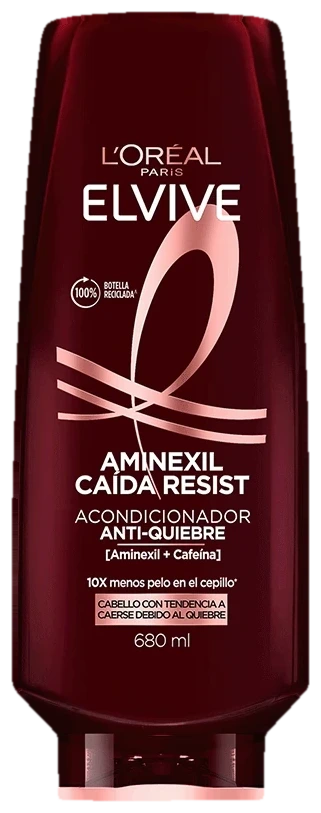 L'ORÉAL
PARIS
ELVIVE
100%
BOTELLA
RECICLADA^
AMINEXIL
CAÍDA RESIST
ACONDICIONADOR
ANTI-QUIEBRE
[Aminexil + Cafeína]
10X menos pelo en el cepillo*
CABELLO CON TENDENCIA A
CAERSE DEBIDO AL QUIEBRE
680 ml